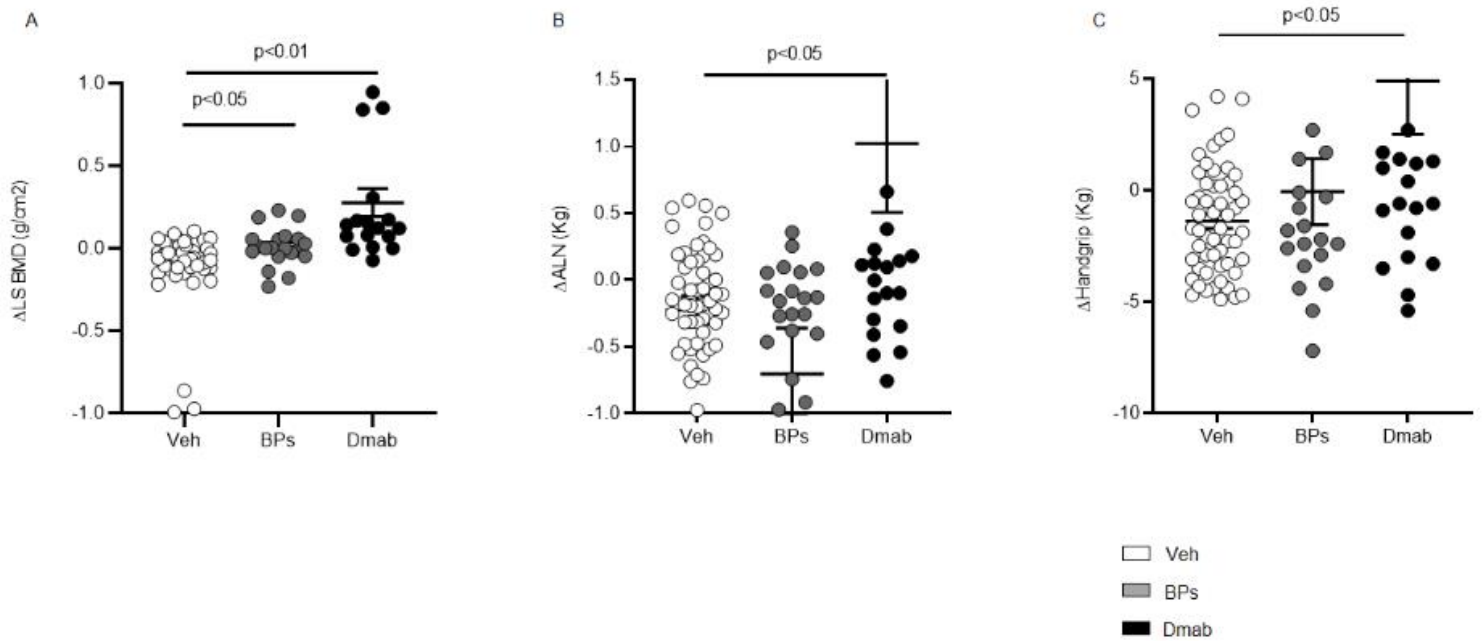 A
p<0.01
p<0.05
ΔLS BMD (g/cm2)
1.0
0.5
0.0
-0.5
-1.0
Veh
BPs
Dmab
B
p<0.05
ΔALN (Kg)
1.5
1.0
0.5
0.0
-0.5
-1.0
Veh
BPs
Dmab
C
p<0.05
ΔHandgrip (Kg)
5
0
-5
-10
Veh
BPs
Dmab
Veh
BPs
Dmab